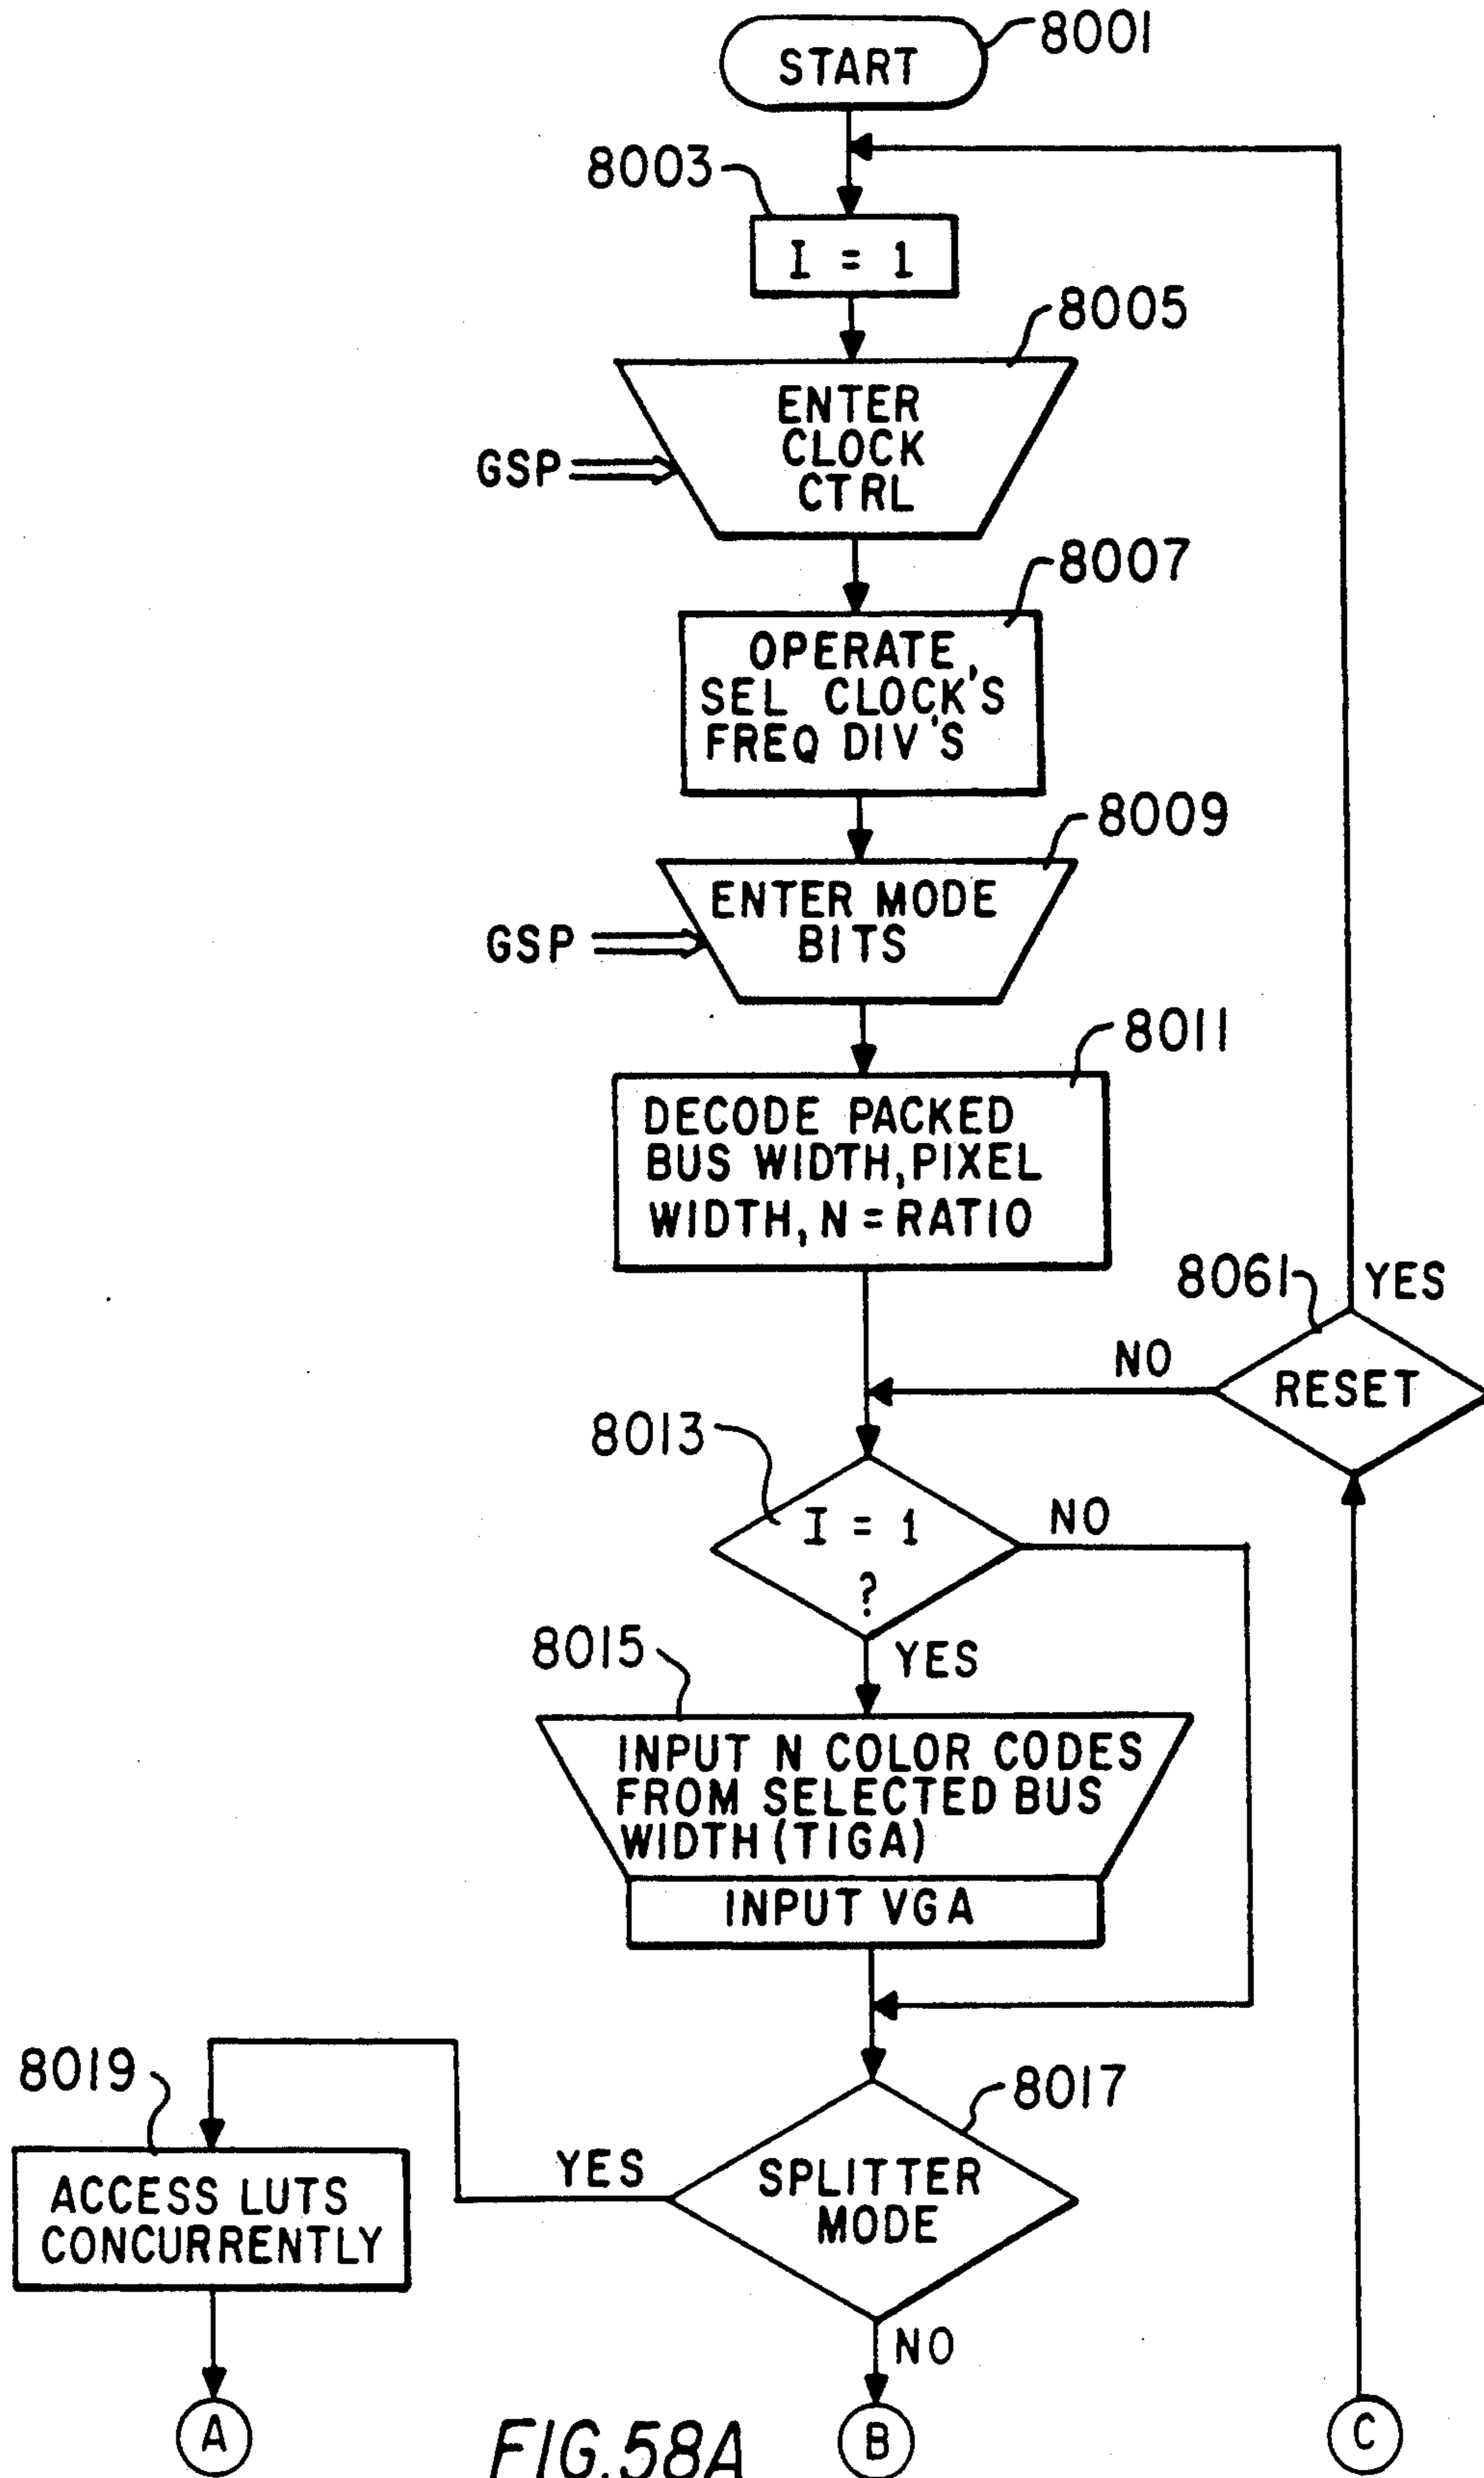 START
8001
8003
I = 1
8005
ENTER
CLOCK
CTRL
GSP
8007
OPERATE,
SEL CLOCK'S
FREQ DIV'S
8009
ENTER MODE
BITS
GSP
8011
DECODE PACKED
BUS WIDTH, PIXEL
WIDTH, N = RATIO
8061
YES
RESET
NO
8013
I = 1
?
NO
YES
8015
INPUT N COLOR CODES
FROM SELECTED BUS
WIDTH (TIGA)
INPUT VGA
8017
SPLITTER
MODE
YES
8019
ACCESS LUTS
CONCURRENTLY
NO
A
B
C
FIG. 58A